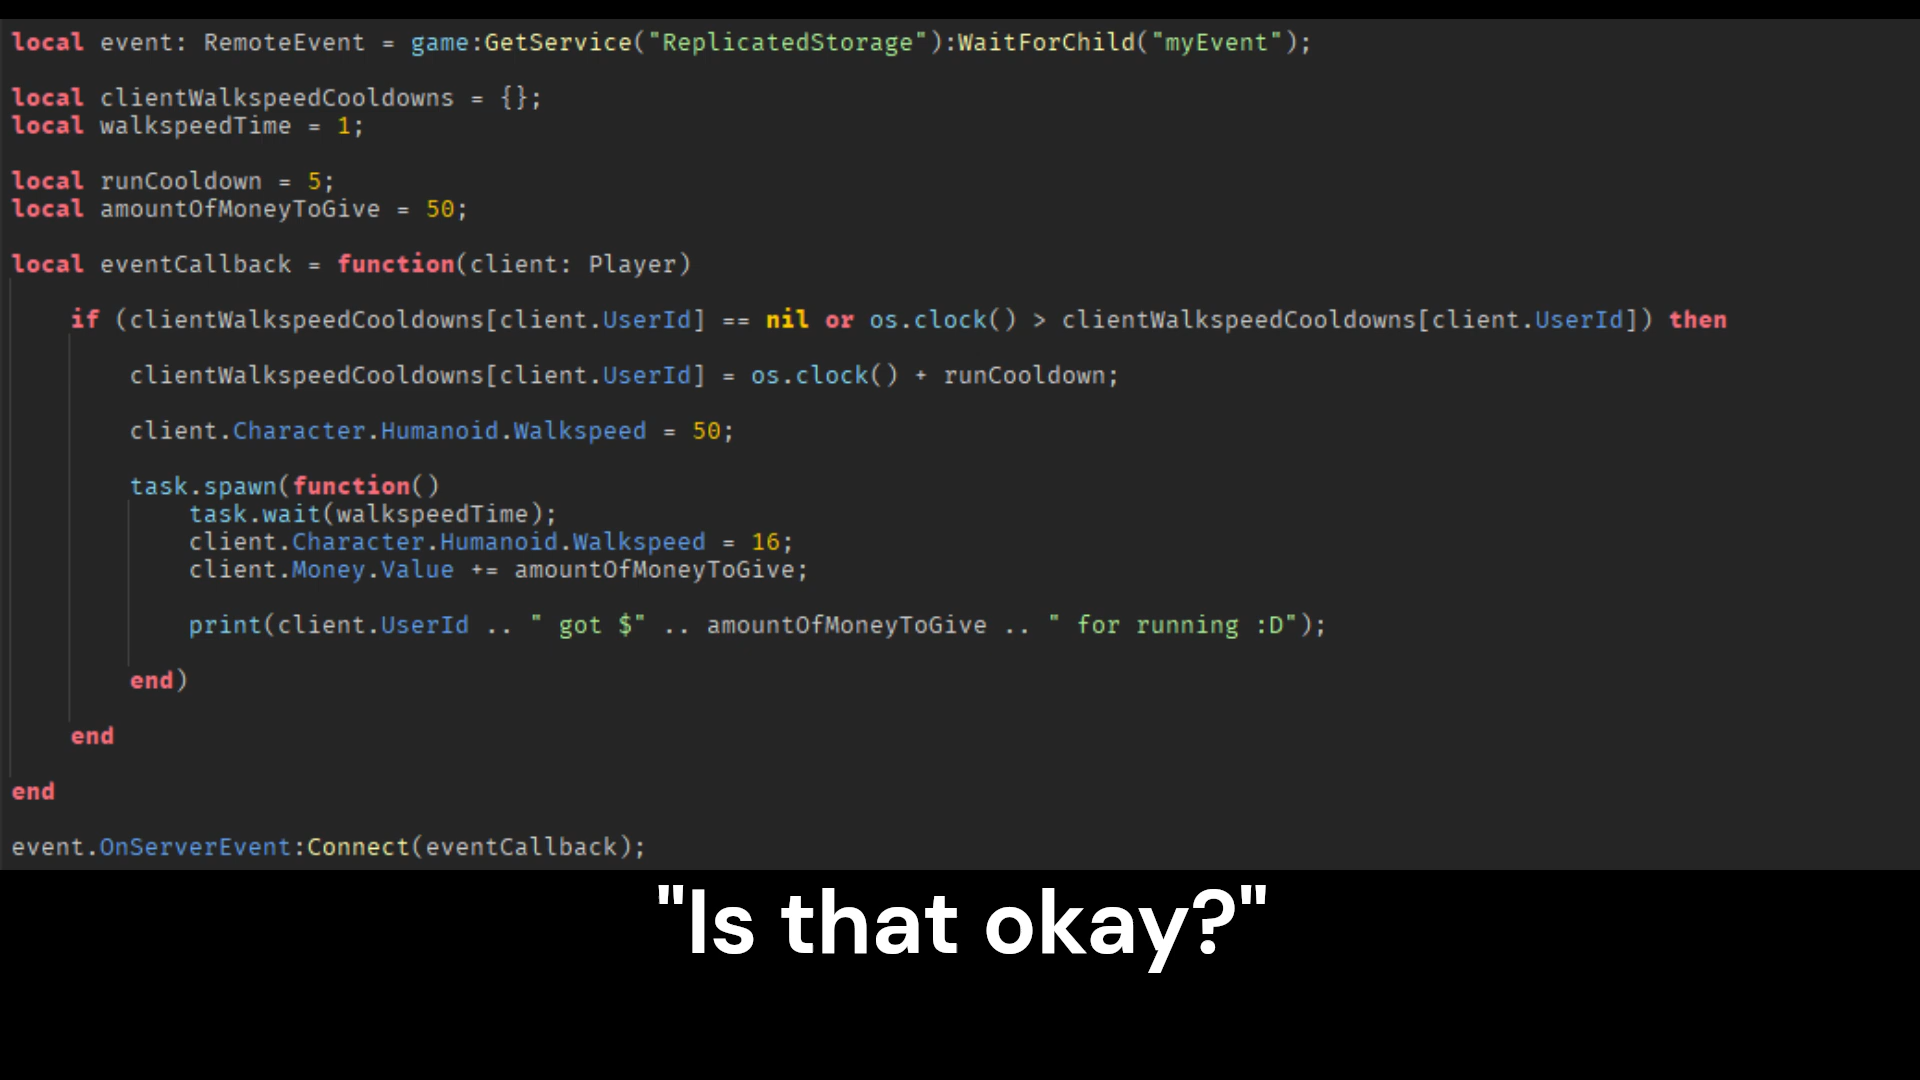 local event: RemoteEvent = game:GetService("ReplicatedStorage"):WaitForChild("myEvent");
local clientWalkspeedCooldowns = {};
local walkspeedTime = 1;
local runCooldown = 5;
local amountOfMoneyToGive = 50;
local eventCallback = function(client: Player)
if (clientWalkspeedCooldowns[client.UserId] == nil or os.clock() > clientWalkspeedCooldowns[client.UserId]) then
clientWalkspeedCooldowns[client.UserId] = os.clock() + runCooldown;
client.Character.Humanoid.Walkspeed = 50;
task.spawn(function()
task.wait(walkspeedTime);
client.Character.Humanoid.Walkspeed = 16;
client.Money.Value += amountOfMoneyToGive;
print(client.UserId .. " got $" .. amountOfMoneyToGive .. " for running :D");
end)
end
end
event.OnServerEvent:Connect(eventCallback);
"Is that okay?"